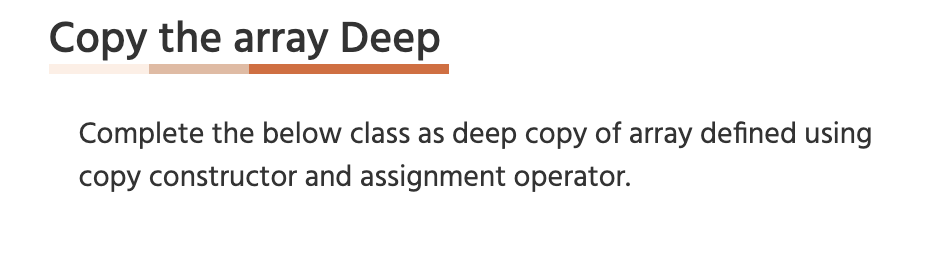 Copy the array Deep
Complete the below class as deep copy of array defined using
copy constructor and assignment operator.